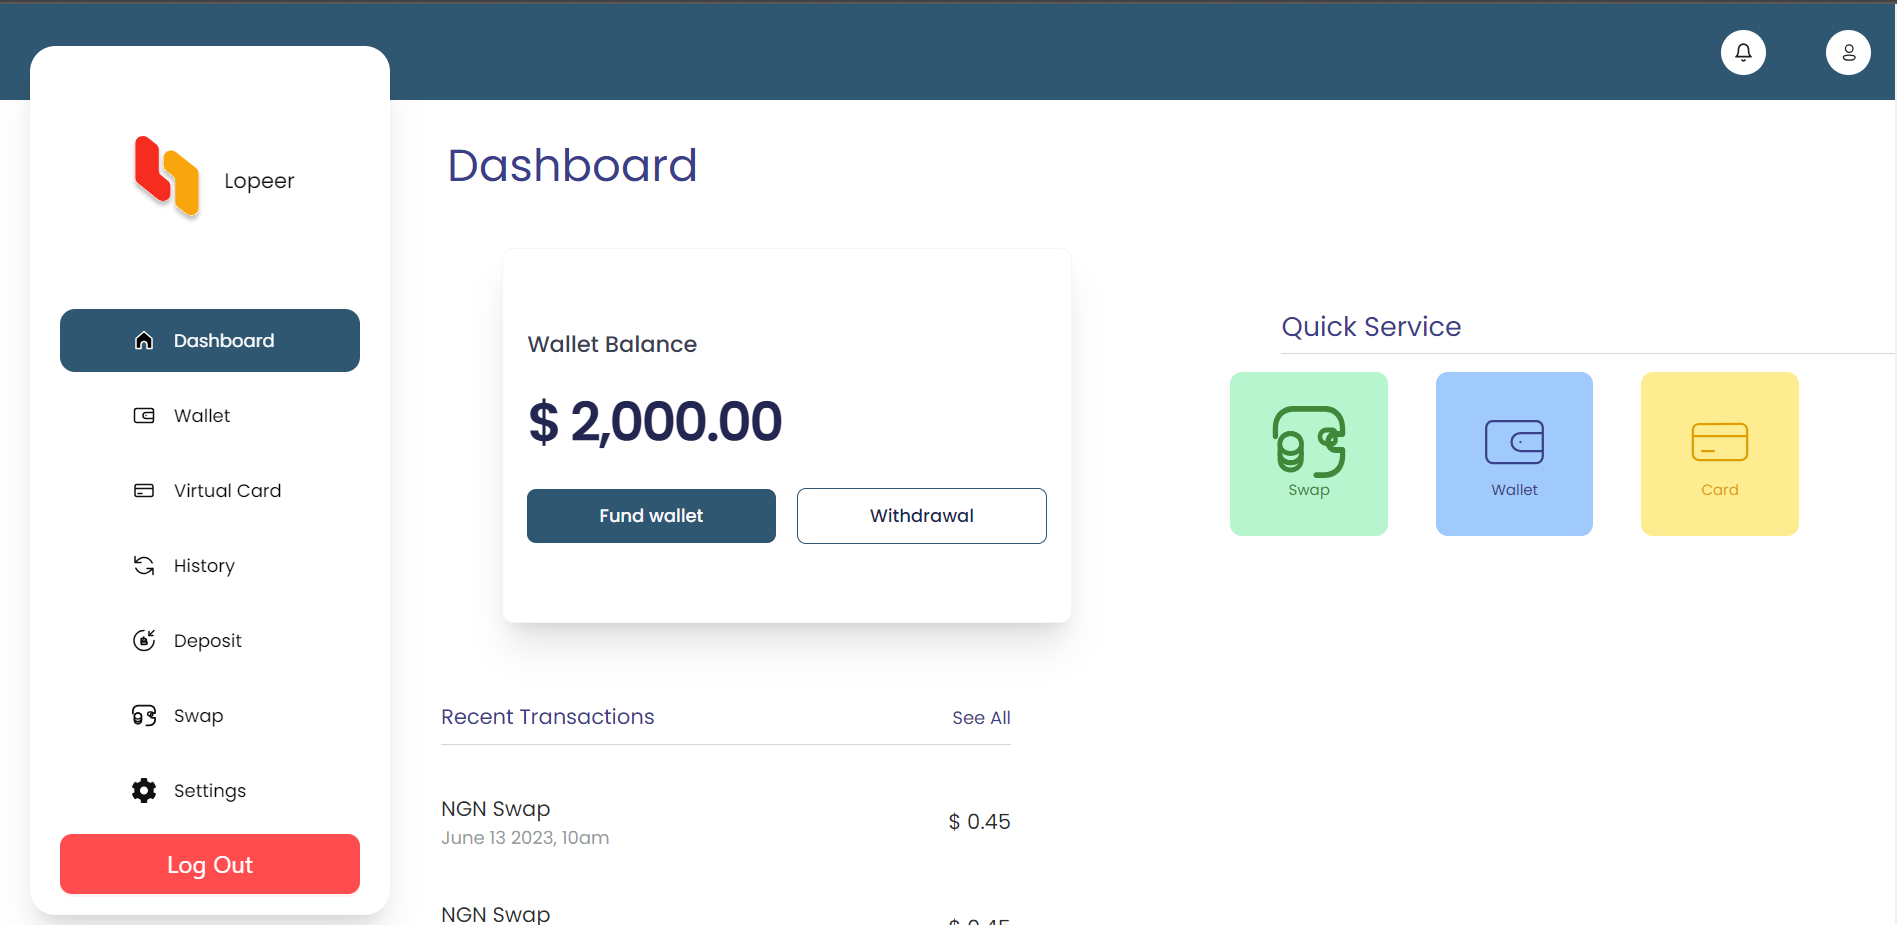 Lopeer
Dashboard
Wallet
Virtual Card
History
Deposit
Swap
Settings
Log Out
Dashboard
Wallet Balance
$ 2,000.00
Fund wallet
Withdrawal
Quick Service
Swap
Wallet
Card
Recent Transactions
See All
NGN Swap
$ 0.45
June 13 2023, 10am
NGN Swap
$ 0.45